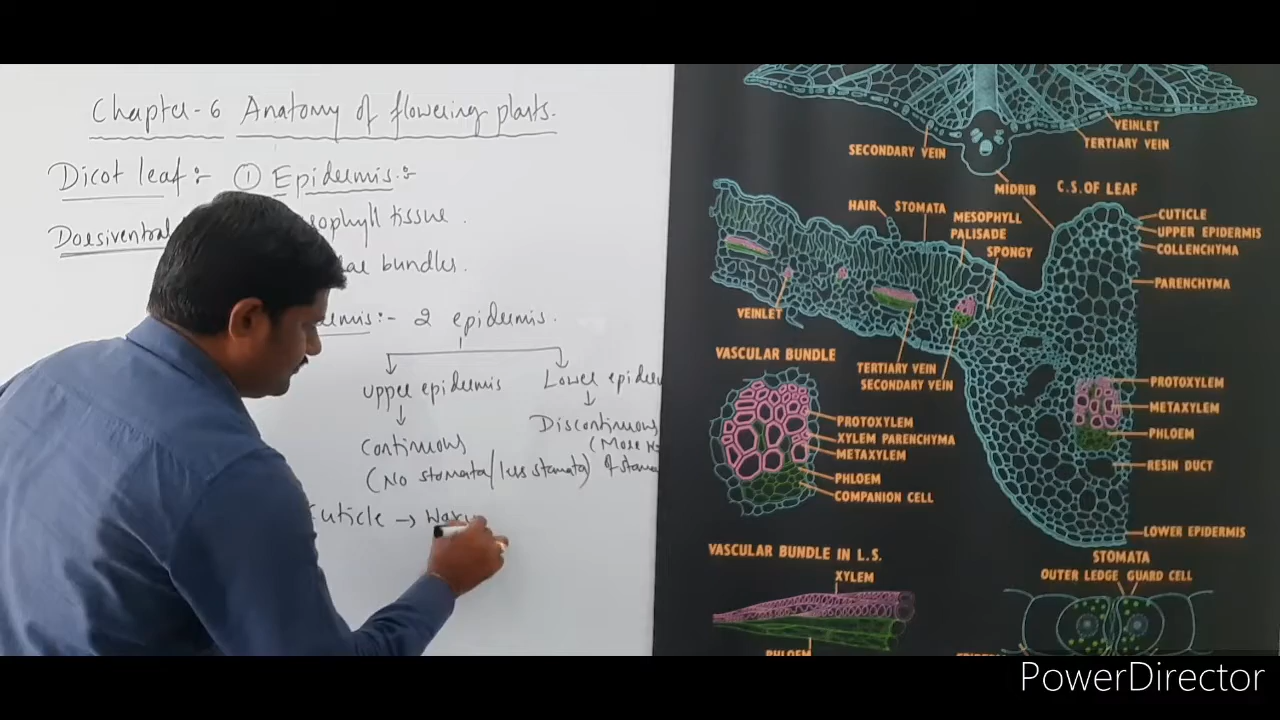 Chapter-6 Anatomy of flowering plants.
Dicot leaf:- ① Epidermis:-
Dorsiventral
sophyll tissue.
bundles.
:- 2 epidermis.
upper epidermis
Lower
Continuous
Discontinuous
(No stomata/less stomata)
(More
of
Cuticle →
SECONDARY VEIN
VEINLET
TERTIARY VEIN
MIDRIB
C.S. OF LEAF
HAIR
STOMATA
MESOPHYLL
PALISADE
SPONGY
CUTICLE
UPPER EPIDERMIS
COLLENCHYMA
PARENCHYMA
VEINLET
TERTIARY VEIN
SECONDARY VEIN
VASCULAR BUNDLE
PROTOXYLEM
XYLEM PARENCHYMA
METAXYLEM
PHLOEM
COMPANION CELL
PROTOXYLEM
METAXYLEM
PHLOEM
RESIN DUCT
LOWER EPIDERMIS
VASCULAR BUNDLE IN L.S.
XYLEM
PHLOEM
STOMATA
OUTER LEDGE GUARD CELL
PowerDirector